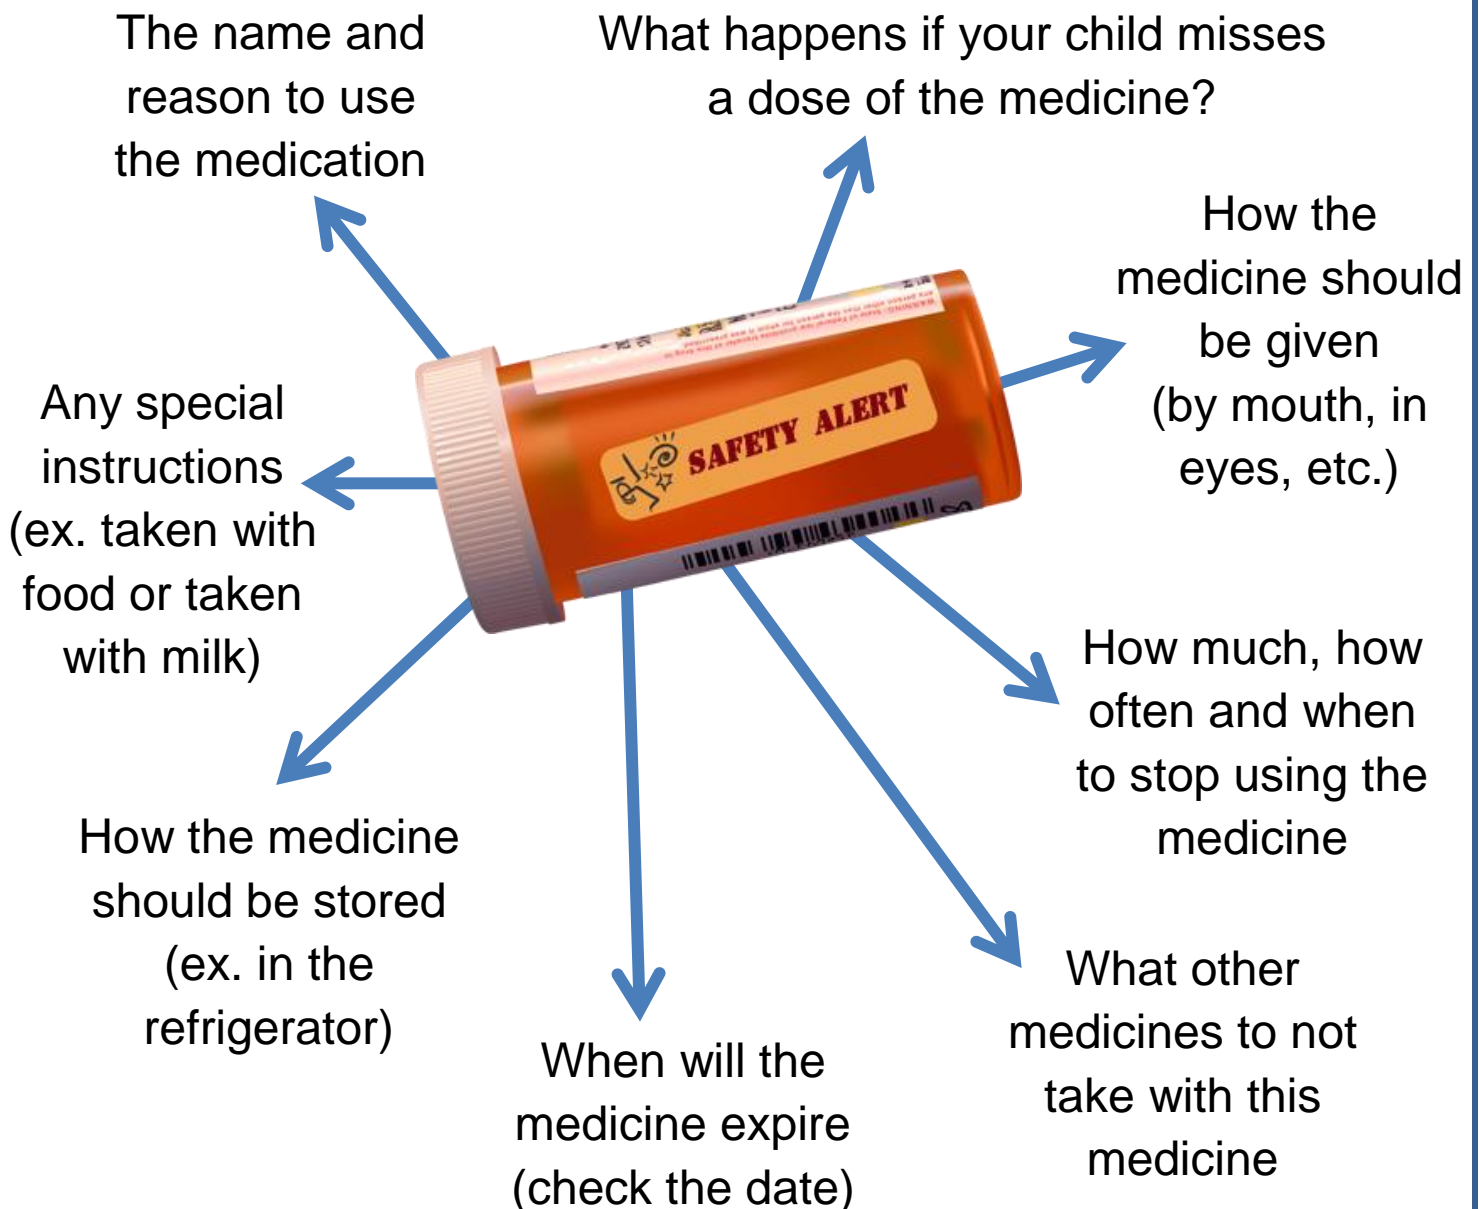 The name and
reason to use
the medication
What happens if your child misses
a dose of the medicine?
How the
medicine should
be given
(by mouth, in
eyes, etc.)
Any special
instructions
(ex. taken with
food or taken
with milk)
SAFETY ALERT
How much, how
often and when
to stop using the
medicine
How the medicine
should be stored
(ex. in the
refrigerator)
What other
medicines to not
take with this
medicine
When will the
medicine expire
(check the date)